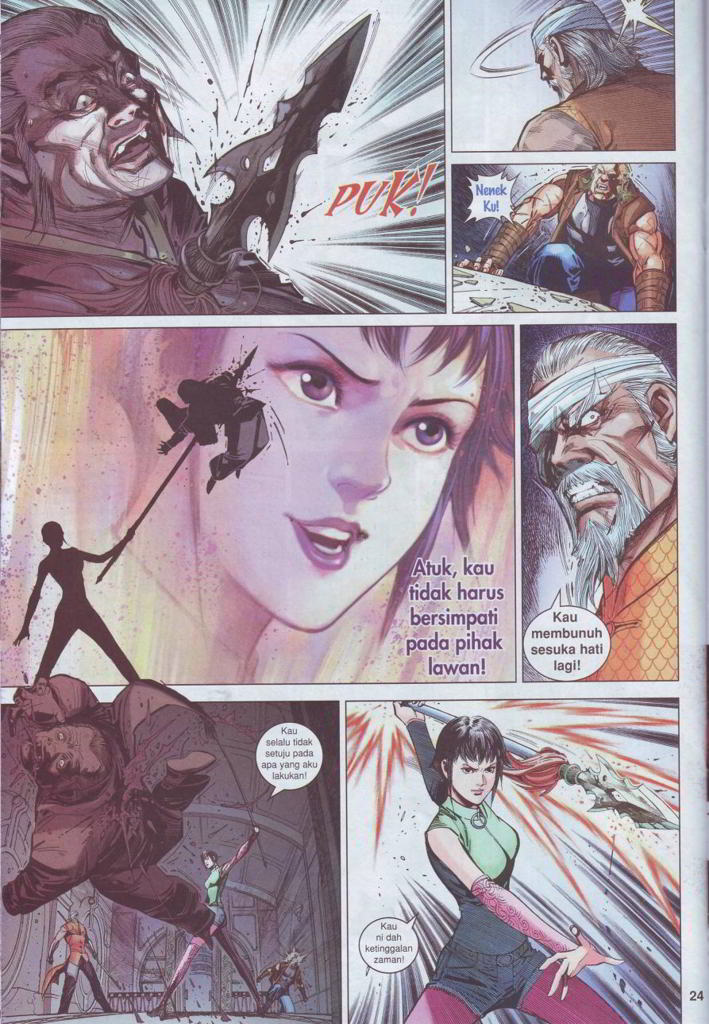 PUK!
Nenek
Ku!
Atuk, kau
tidak harus
bersimpati
pada pihak
lawan!
Kau
membunuh
sesuka hati
lagi!
Kau
selalu tidak
setuju pada
apa yang aku
lakukan!
Kau
ni dah
ketinggalan
zaman!
24